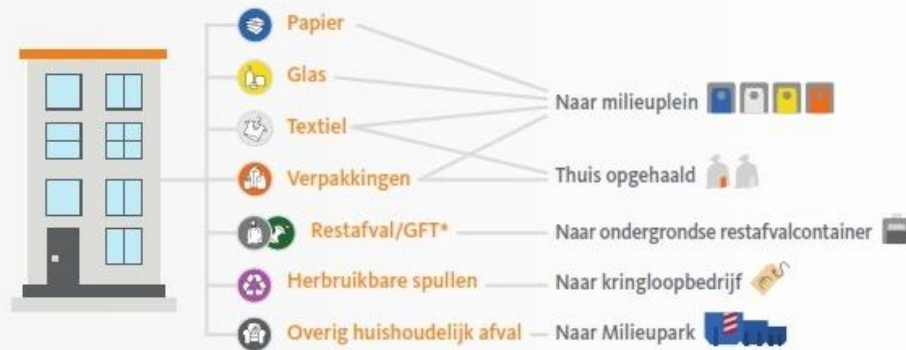 Papier
Glas
Naar milieuplein
Textiel
Verpakkingen
Thuis opgehaald
Restafval/GFT*
Naar ondergrondse restafvalcontainer
Herbruikbare spullen
Naar kringloopbedrijf
Overig huishoudelijk afval
Naar Milieupark